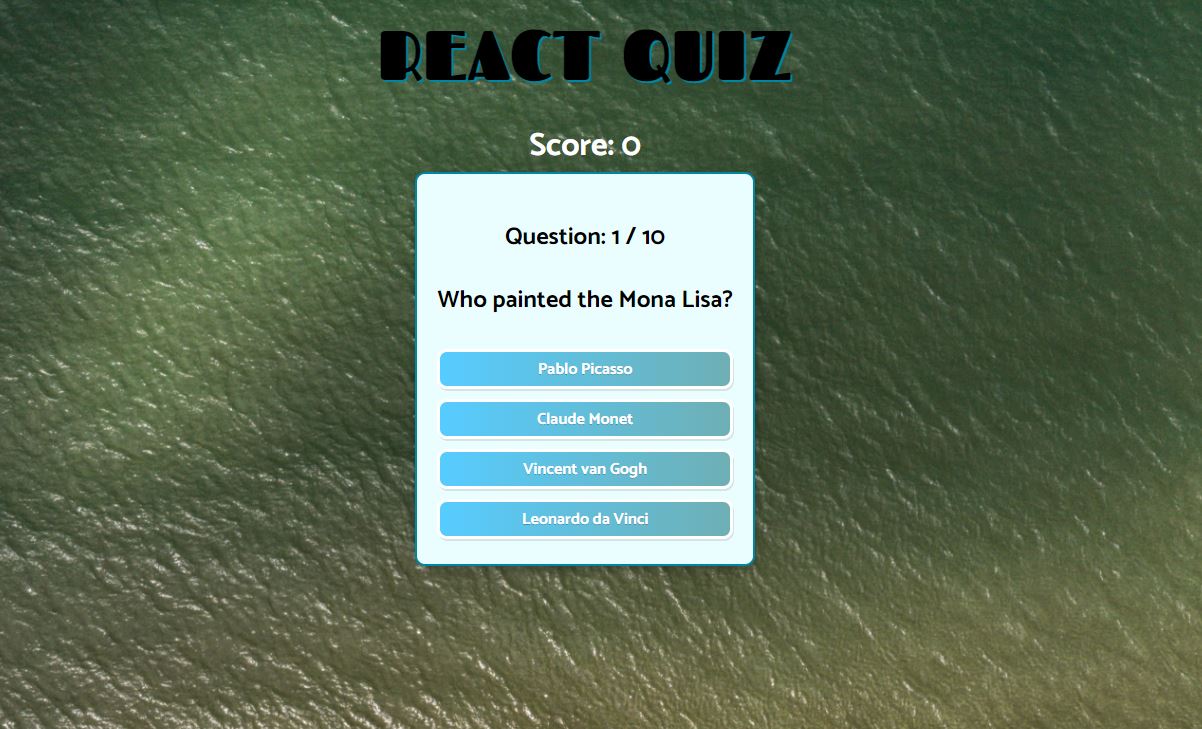 REACT QUIZ
Score: 0
Question: 1 / 10
Who painted the Mona Lisa?
Pablo Picasso
Claude Monet
Vincent van Gogh
Leonardo da Vinci